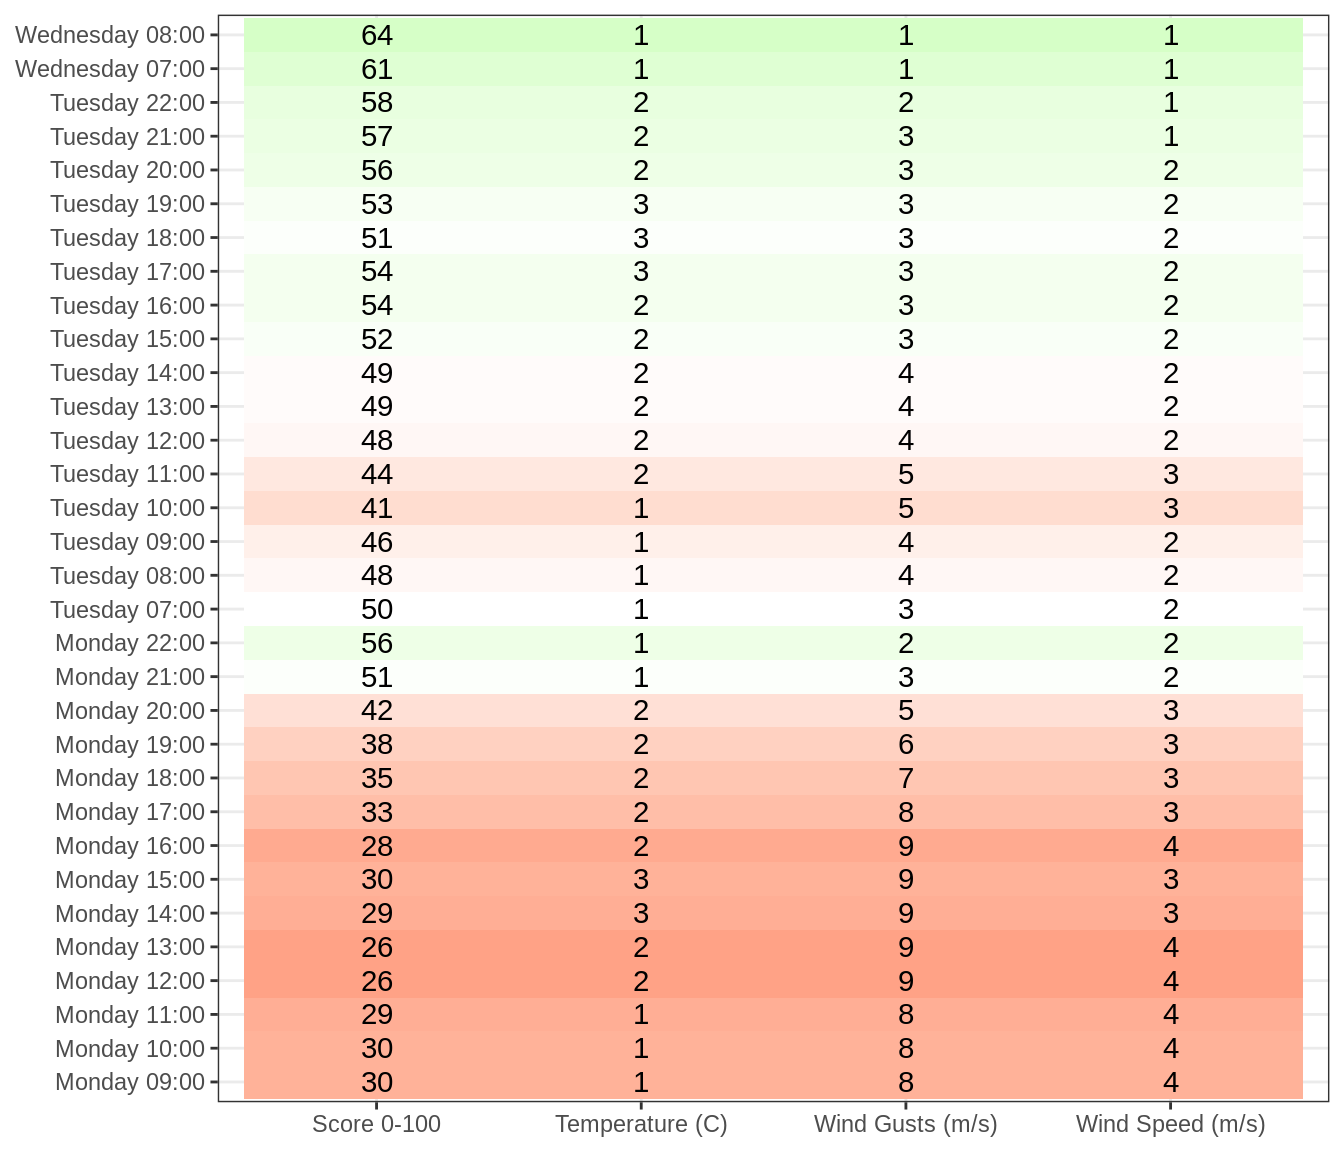 Wednesday 08:00 64 1 1 1
Wednesday 07:00 61 1 1 1
Tuesday 22:00 58 2 2 1
Tuesday 21:00 57 2 3 1
Tuesday 20:00 56 2 3 2
Tuesday 19:00 53 3 3 2
Tuesday 18:00 51 3 3 2
Tuesday 17:00 54 3 3 2
Tuesday 16:00 54 2 3 2
Tuesday 15:00 52 2 3 2
Tuesday 14:00 49 2 4 2
Tuesday 13:00 49 2 4 2
Tuesday 12:00 48 2 4 2
Tuesday 11:00 44 2 5 3
Tuesday 10:00 41 1 5 3
Tuesday 09:00 46 1 4 2
Tuesday 08:00 48 1 4 2
Tuesday 07:00 50 1 3 2
Monday 22:00 56 1 2 2
Monday 21:00 51 1 3 2
Monday 20:00 42 2 5 3
Monday 19:00 38 2 6 3
Monday 18:00 35 2 7 3
Monday 17:00 33 2 8 3
Monday 16:00 28 2 9 4
Monday 15:00 30 3 9 3
Monday 14:00 29 3 9 3
Monday 13:00 26 2 9 4
Monday 12:00 26 2 9 4
Monday 11:00 29 1 8 4
Monday 10:00 30 1 8 4
Monday 09:00 30 1 8 4
Score 0-100 Temperature (C) Wind Gusts (m/s) Wind Speed (m/s)